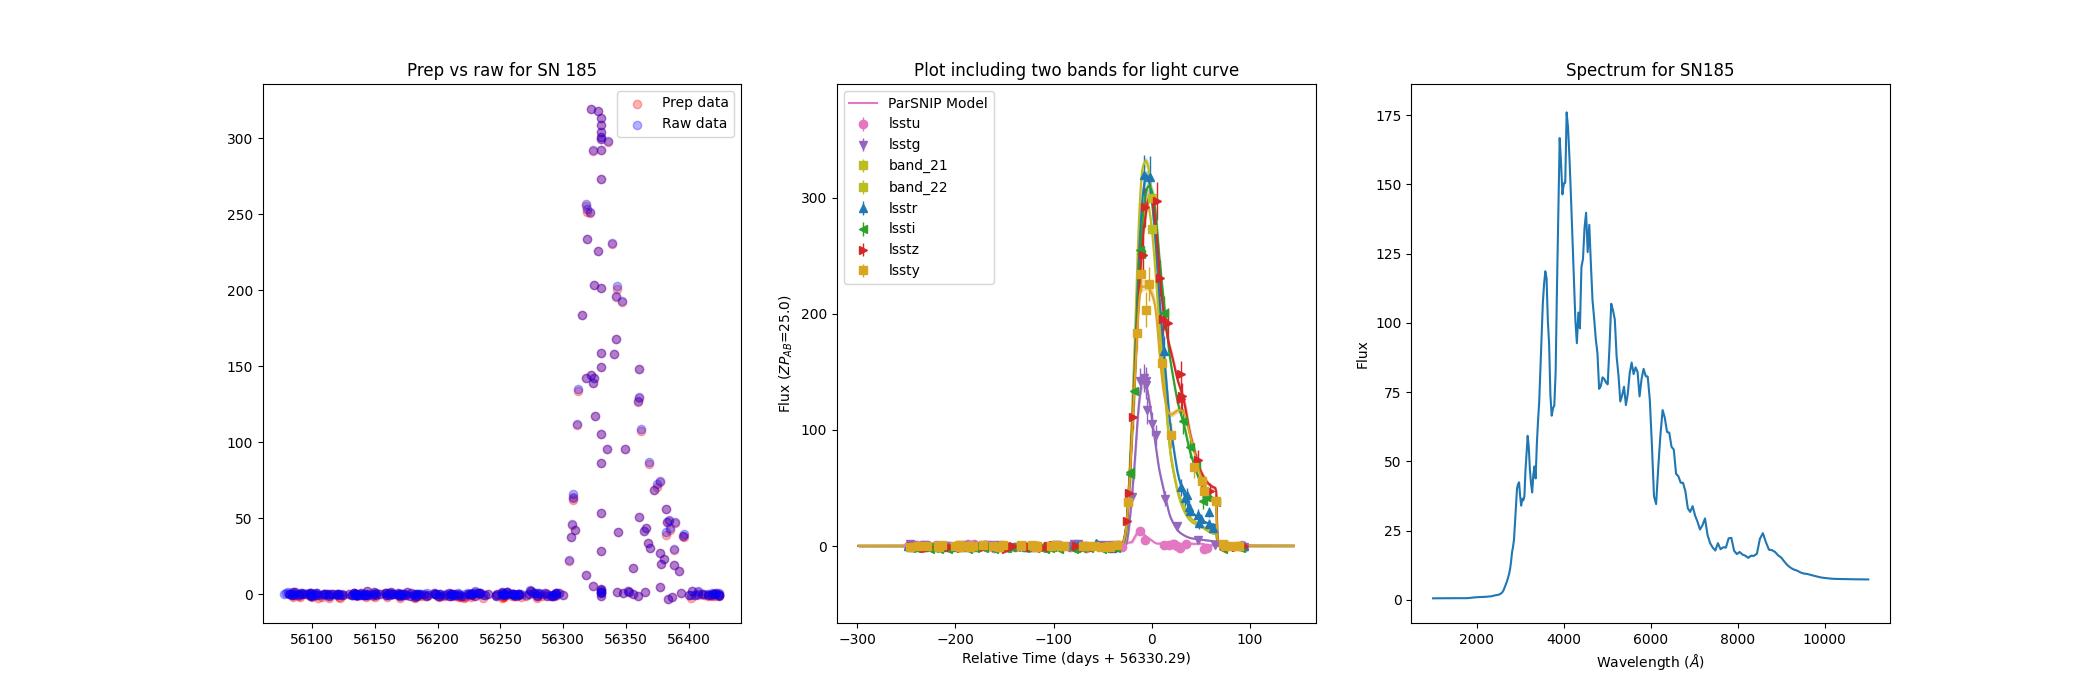 Prep vs raw for SN 185
Prep data
Raw data
300
250
200
150
100
50
0
56100
56150
56200
56250
56300
56350
56400
Plot including two bands for light curve
ParSNIP Model
lsstu
lsstg
band_21
band_22
lsstr
lssti
lsstz
lssty
Flux (ZP_AB=25.0)
300
200
100
0
−300
−200
−100
0
100
Relative Time (days + 56330.29)
Spectrum for SN185
Flux
175
150
125
100
75
50
25
0
2000
4000
6000
8000
10000
Wavelength (Å)